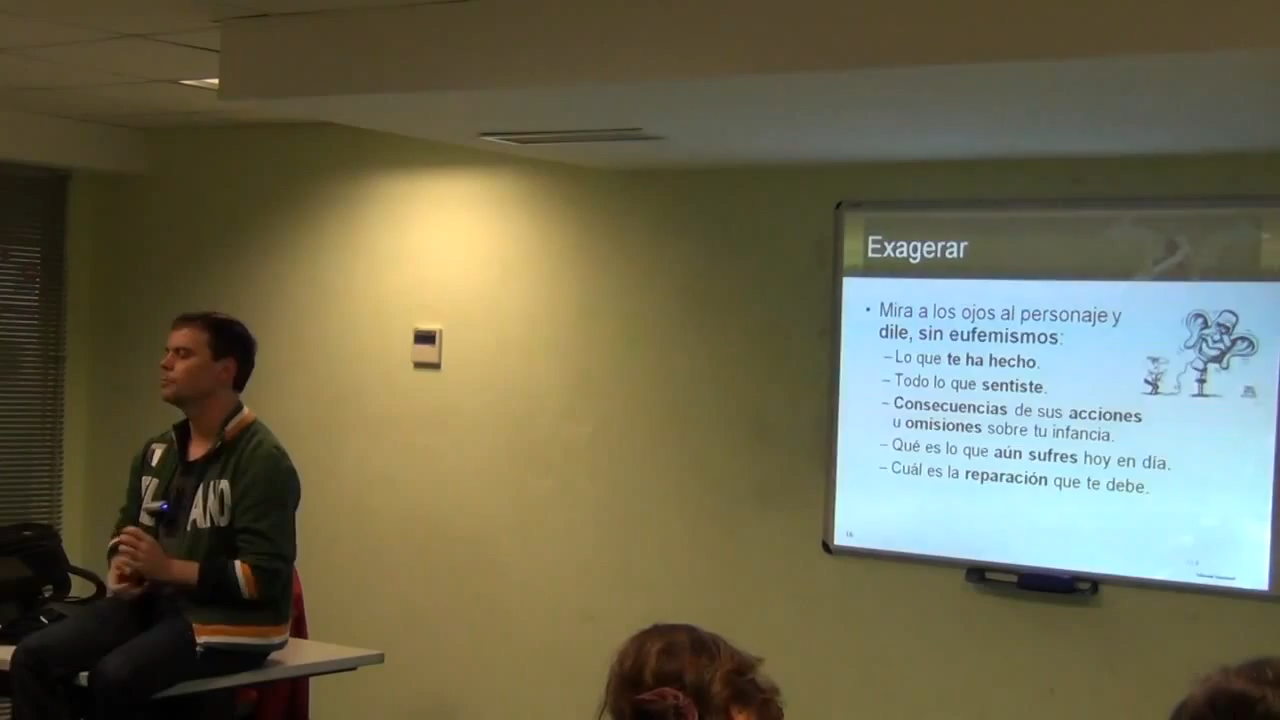 Exagerar
• Mira a los ojos al personaje y
dile, sin eufemismos:
– Lo que te ha hecho.
– Todo lo que sentiste.
– Consecuencias de sus acciones
u omisiones sobre tu infancia.
– Qué es lo que aún sufres hoy en día.
– Cuál es la reparación que te debe.
16